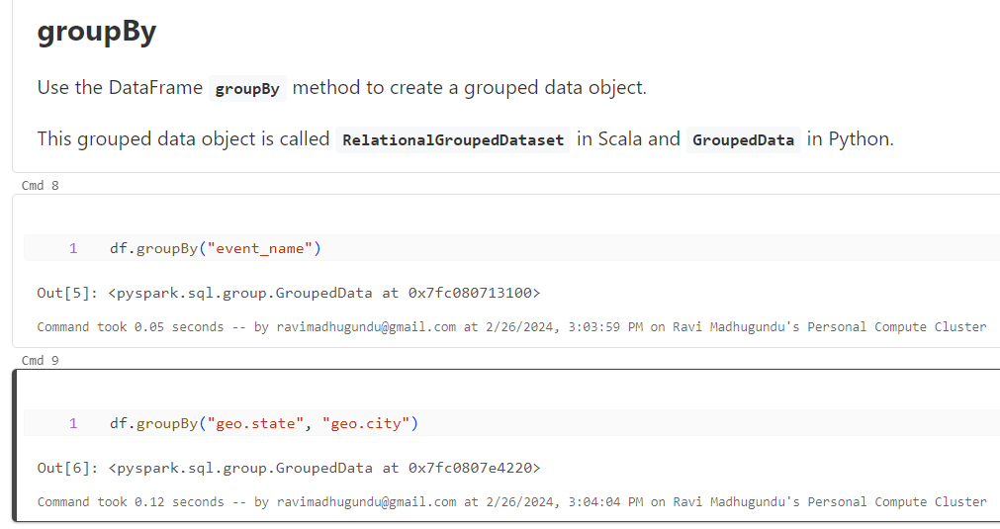 groupBy
Use the DataFrame groupBy method to create a grouped data object.
This grouped data object is called RelationalGroupedDataset in Scala and GroupedData in Python.
Cmd 8
1 df.groupBy("event_name")
Out[5]: <pyspark.sql.group.GroupedData at 0x7fc080713100>
Command took 0.05 seconds -- by ravimadhugundu@gmail.com at 2/26/2024, 3:03:59 PM on Ravi Madhugundu's Personal Compute Cluster
Cmd 9
1 df.groupBy("geo.state", "geo.city")
Out[6]: <pyspark.sql.group.GroupedData at 0x7fc0807e4220>
Command took 0.12 seconds -- by ravimadhugundu@gmail.com at 2/26/2024, 3:04:04 PM on Ravi Madhugundu's Personal Compute Cluster